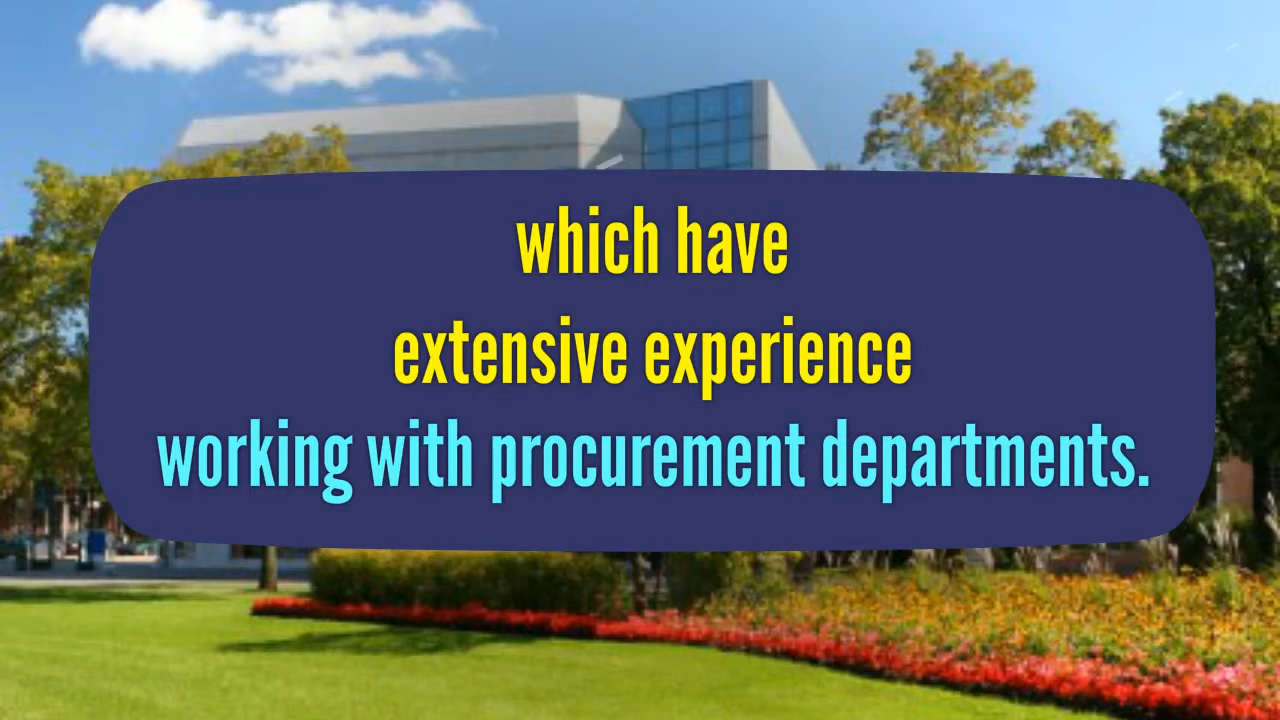 which have
extensive experience
working with procurement departments.